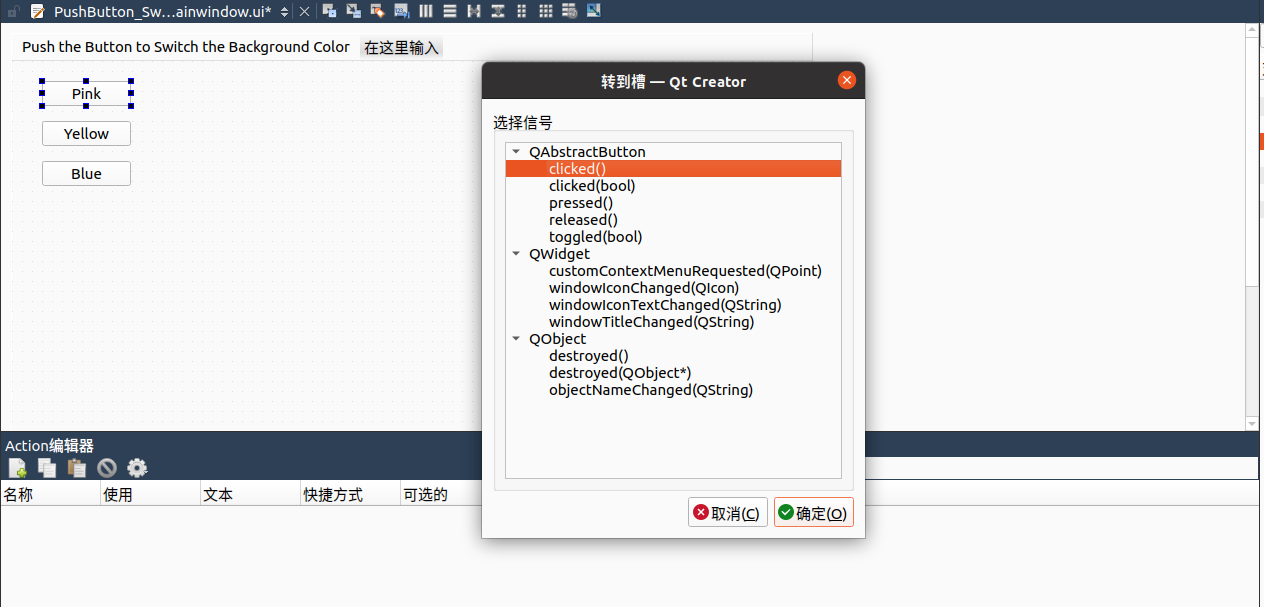 PushButton_Sw...ainwindow.ui*
Push the Button to Switch the Background Color 在这里输入
Pink
Yellow
Blue
转到槽 — Qt Creator
选择信号
QAbstractButton
clicked()
clicked(bool)
pressed()
released()
toggled(bool)
QWidget
customContextMenuRequested(QPoint)
windowIconChanged(QIcon)
windowIconTextChanged(QString)
windowTitleChanged(QString)
QObject
destroyed()
destroyed(QObject*)
objectNameChanged(QString)
取消(C) 确定(O)
Action编辑器
名称 使用 文本 快捷方式 可选的